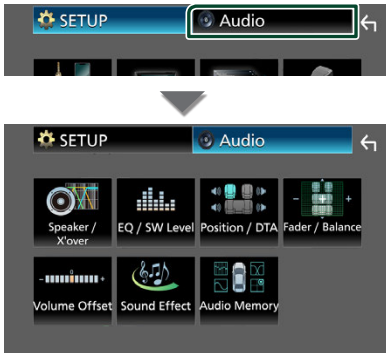 SETUP
Audio
SETUP
Audio
Speaker /
X'over
EQ / SW Level
Position / DTA
Fader / Balance
- 0 +
- +
Volume Offset
Sound Effect
Audio Memory